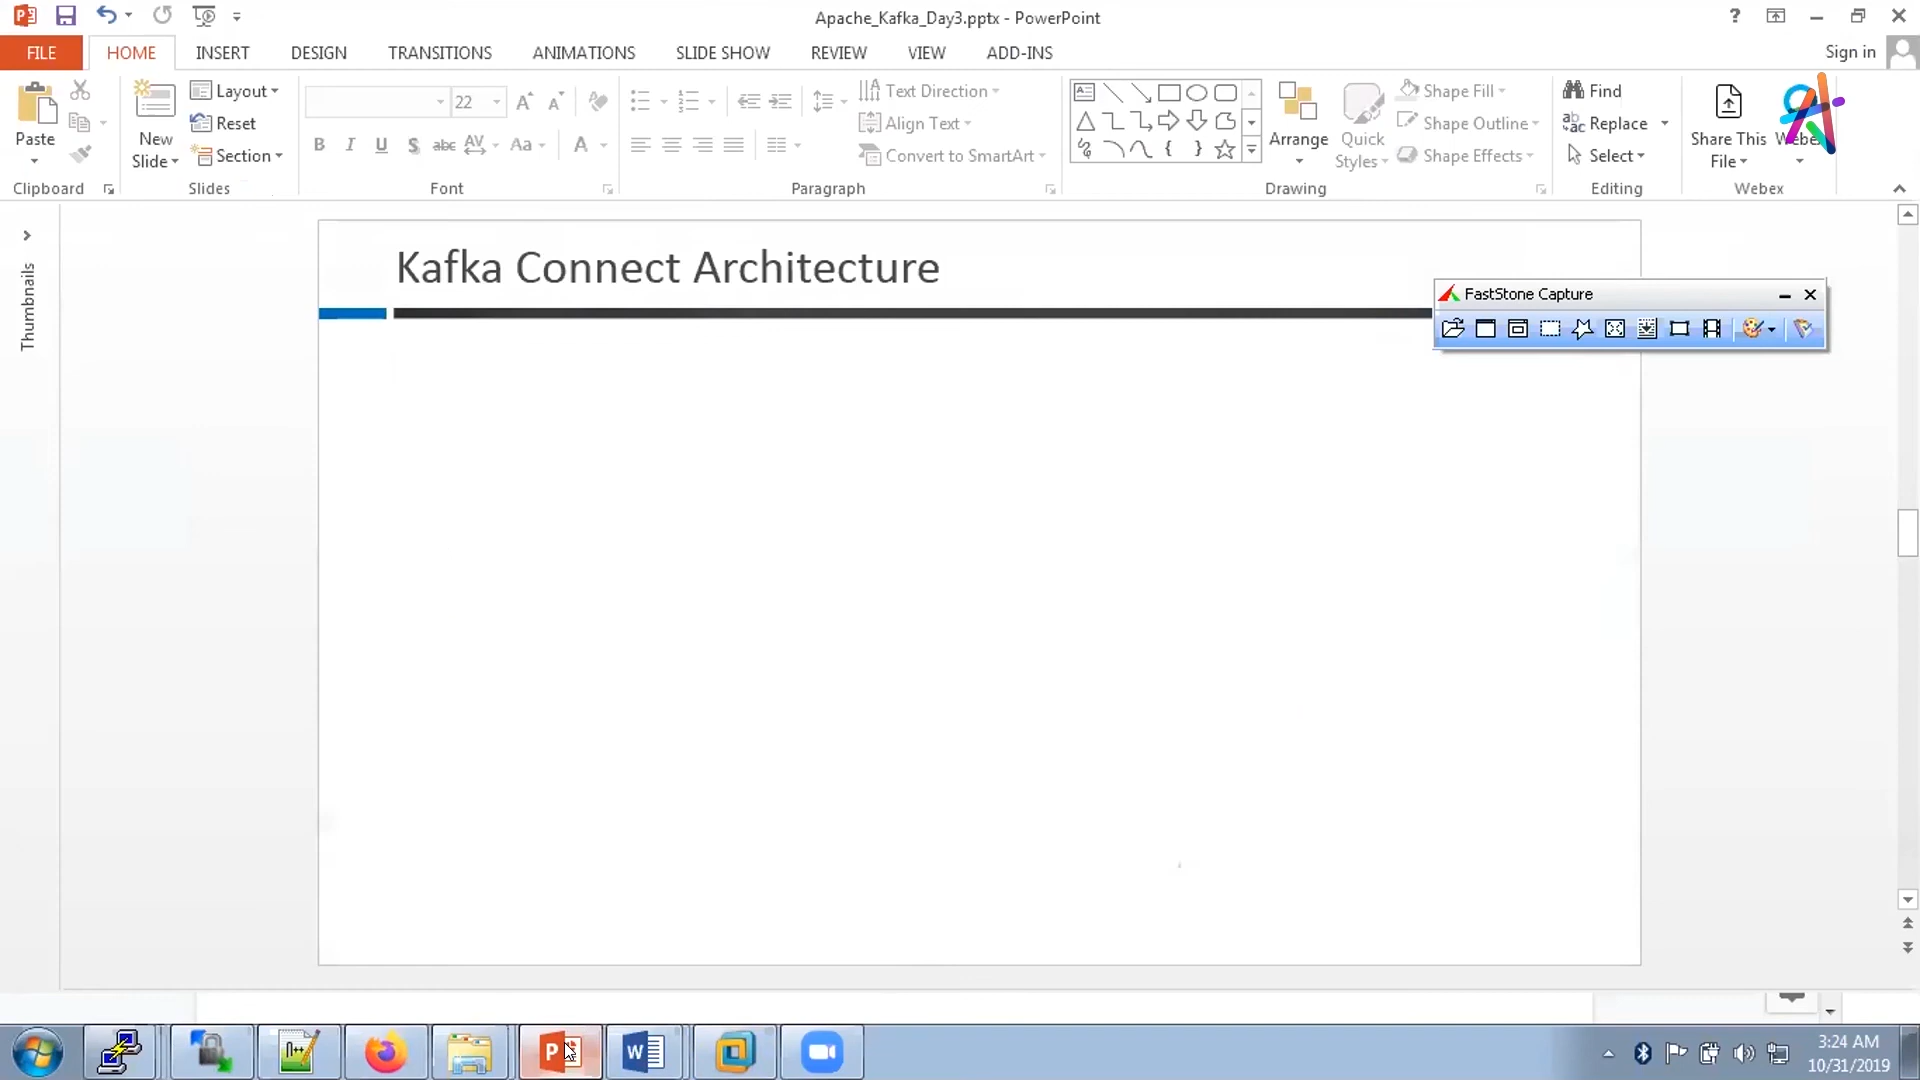 Apache_Kafka_Day3.pptx - PowerPoint
?
FILE HOME INSERT DESIGN TRANSITIONS ANIMATIONS SLIDE SHOW REVIEW VIEW ADD-INS Sign in
Paste
New
Slide
Layout
Reset
Section
22
B I U S abc AV Aa A
Text Direction
Align Text
Convert to SmartArt
Arrange
Quick
Styles
Shape Fill
Shape Outline
Shape Effects
Find
Replace
Select
Share This
File
Clipboard Slides Font Paragraph Drawing Editing Webex
Thumbnails
Kafka Connect Architecture
FastStone Capture
3:24 AM
10/31/2019